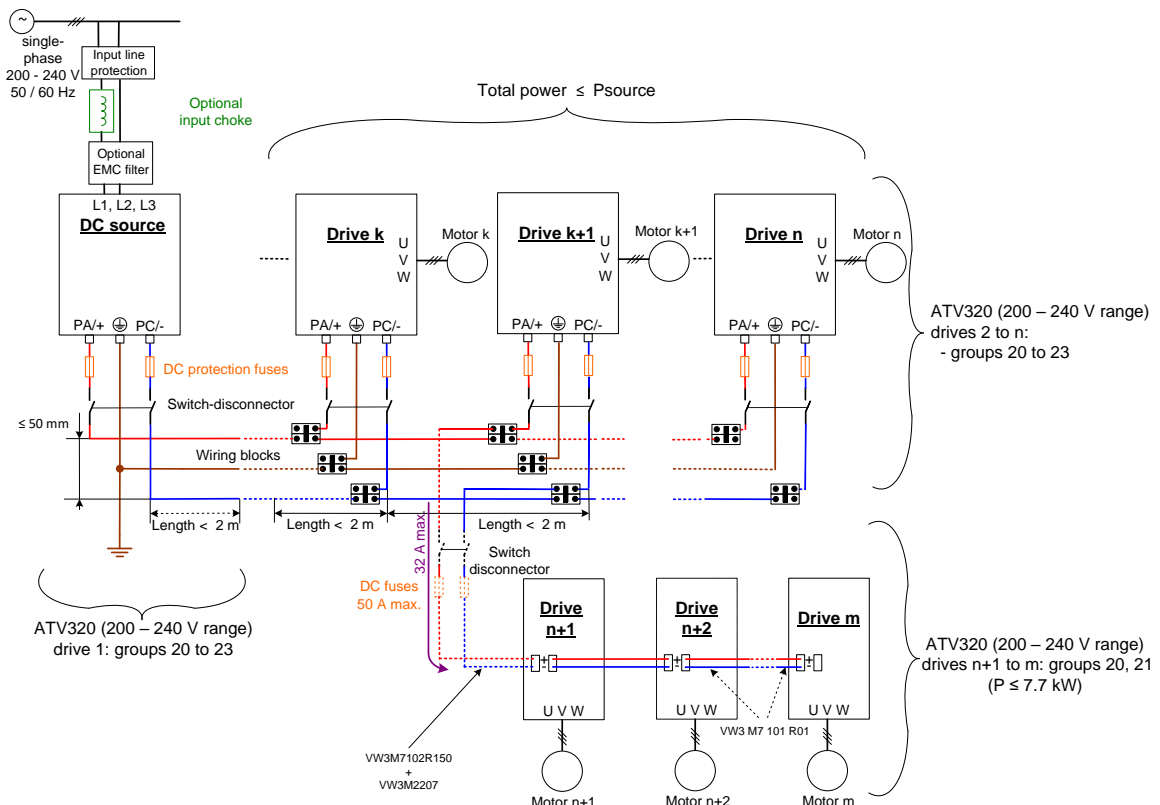 ~
single-
phase
200 - 240 V
50 / 60 Hz
Input line
protection
Optional
input choke
Optional
EMC filter
Total power ≤ Psource
L1, L2, L3
DC source
PA/+
PC/-
Drive k
U
V
W
PA/+
PC/-
Motor k
Drive k+1
U
V
W
PA/+
PC/-
Motor k+1
Drive n
U
V
W
PA/+
PC/-
Motor n
ATV320 (200 – 240 V range)
drives 2 to n:
- groups 20 to 23
DC protection fuses
Switch-disconnector
≤ 50 mm
Wiring blocks
Length < 2 m
Length < 2 m
Length < 2 m
32 A max.
Switch
disconnector
DC fuses
50 A max.
ATV320 (200 – 240 V range)
drive 1: groups 20 to 23
Drive
n+1
±
U V W
Motor n+1
Drive
n+2
±
U V W
Motor n+2
Drive m
±
U V W
Motor m
VW3 M7 101 R01
VW3M7102R150
+
VW3M2207
ATV320 (200 – 240 V range)
drives n+1 to m: groups 20, 21
(P ≤ 7.7 kW)